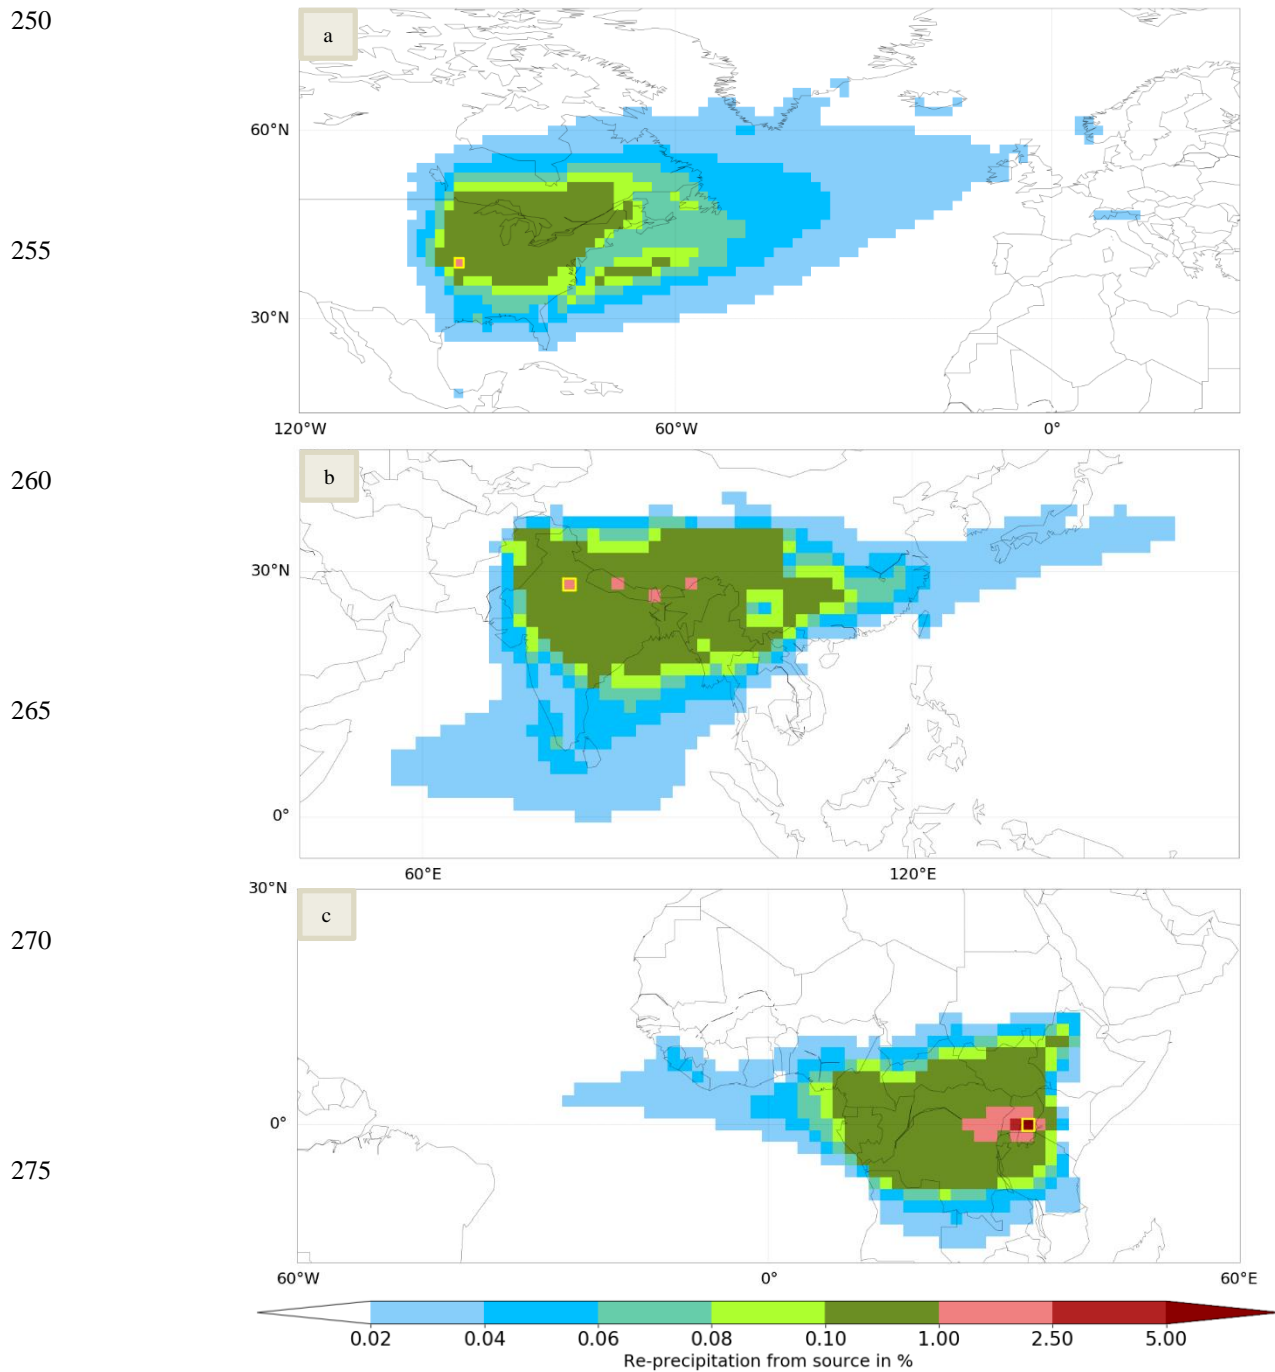 250
a
60°N
255
30°N
120°W 60°W 0°
260
b
30°N
265
0°
60°E 120°E
30°N
c
270
0°
275
60°W 0° 60°E
0.02 0.04 0.06 0.08 0.10 1.00 2.50 5.00
Re-precipitation from source in %